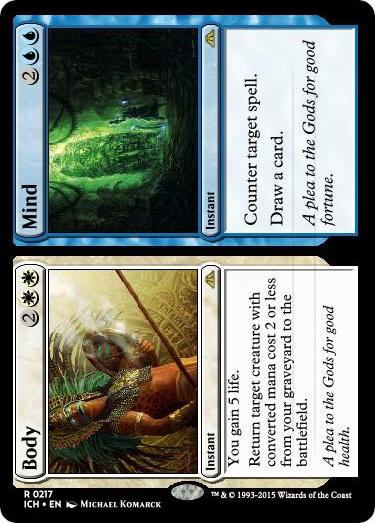 Mind
2
Instant
Counter target spell.
Draw a card.
A plea to the Gods for good
fortune.
Body
2
Instant
You gain 5 life.
Return target creature with
converted mana cost 2 or less
from your graveyard to the
battlefield.
A plea to the Gods for good
health.
R 0217
ICH • EN Michael Komarck
™ & © 1993-2015 Wizards of the Coast